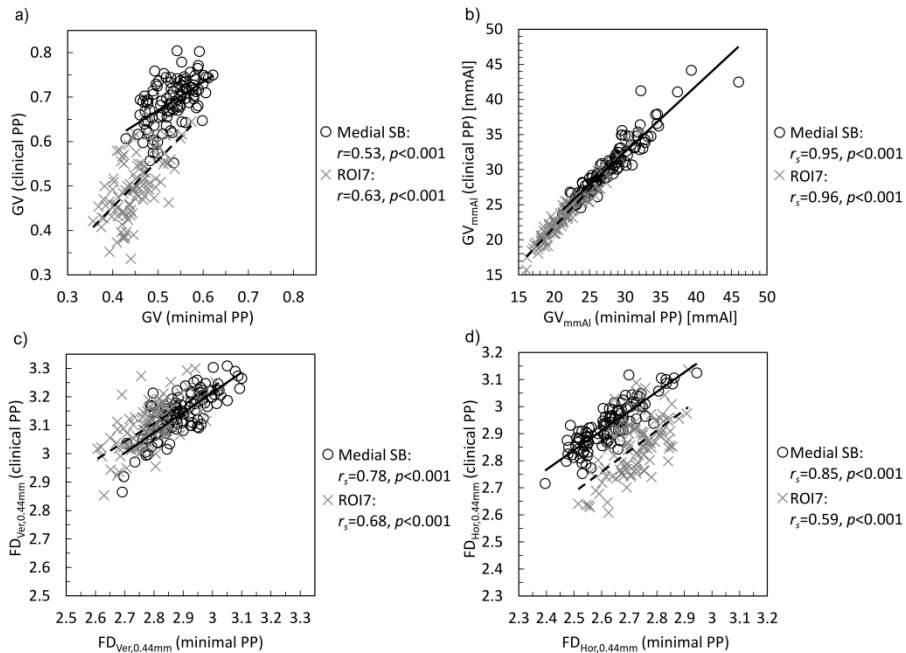 a)
GV (clinical PP)
0.8
0.7
0.6
0.5
0.4
0.3
0.3 0.4 0.5 0.6 0.7 0.8
GV (minimal PP)
Medial SB:
r=0.53, p<0.001
ROI7:
r=0.63, p<0.001
b)
GVmmAl (clinical PP) [mmAl]
50
45
40
35
30
25
20
15
15 20 25 30 35 40 45 50
GVmmAl (minimal PP) [mmAl]
Medial SB:
rs=0.95, p<0.001
ROI7:
rs=0.96, p<0.001
c)
FDVer,0.44mm (clinical PP)
3.3
3.2
3.1
3
2.9
2.8
2.7
2.6
2.5
2.5 2.6 2.7 2.8 2.9 3 3.1 3.2 3.3
FDVer,0.44mm (minimal PP)
Medial SB:
rs=0.78, p<0.001
ROI7:
rs=0.68, p<0.001
d)
FDHor,0.44mm (clinical PP)
3.2
3.1
3
2.9
2.8
2.7
2.6
2.5
2.4
2.3
2.3 2.4 2.5 2.6 2.7 2.8 2.9 3 3.1 3.2
FDHor,0.44mm (minimal PP)
Medial SB:
rs=0.85, p<0.001
ROI7:
rs=0.59, p<0.001